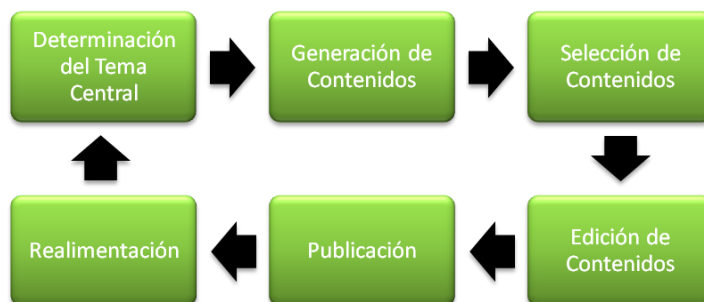 Determinación
del Tema
Central
Generación de
Contenidos
Selección de
Contenidos
Edición de
Contenidos
Publicación
Realimentación